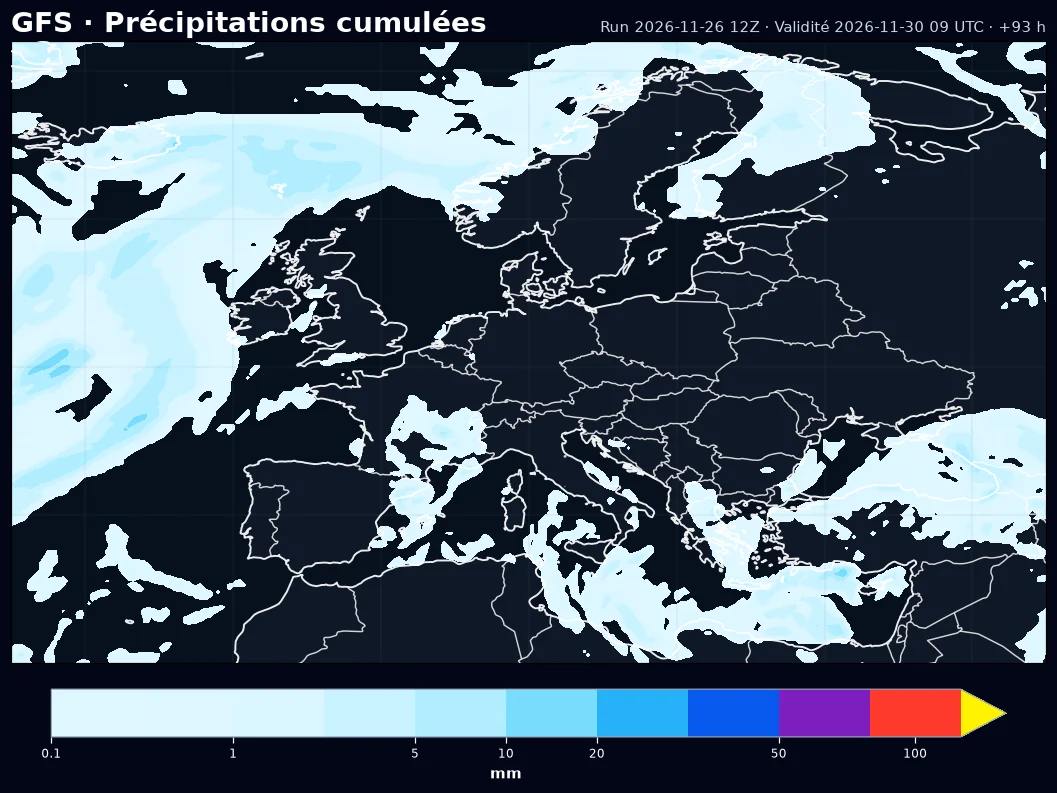 GFS · Précipitations cumulées
Run 2026-11-26 12Z · Validité 2026-11-30 09 UTC · +93 h
0.1 1 5 10 20 50 100
mm